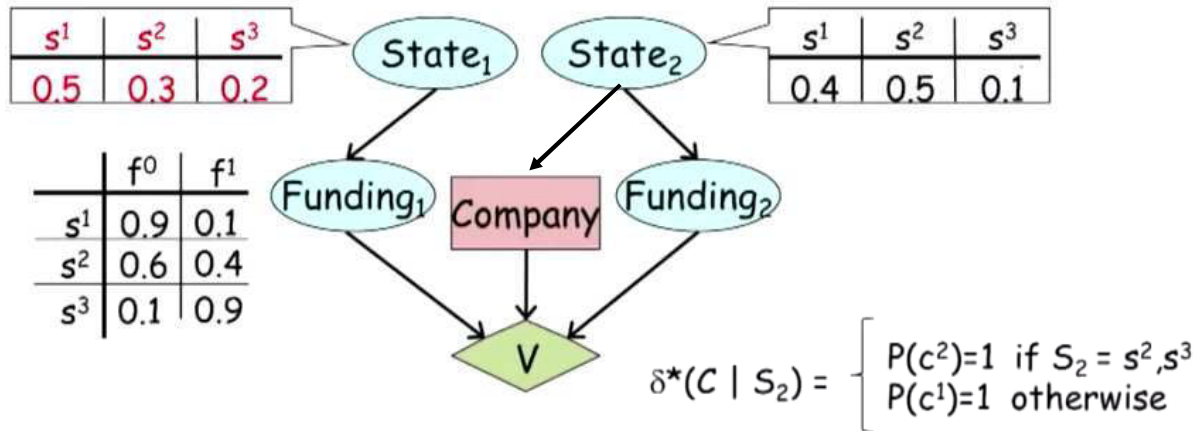 s¹ s² s³
0.5 0.3 0.2
State₁
State₂
s¹ s² s³
0.4 0.5 0.1
f⁰ f¹
s¹ 0.9 0.1
s² 0.6 0.4
s³ 0.1 0.9
Funding₁
Company
Funding₂
V
δ*(C | S₂) =
P(c²)=1 if S₂ = s²,s³
P(c¹)=1 otherwise